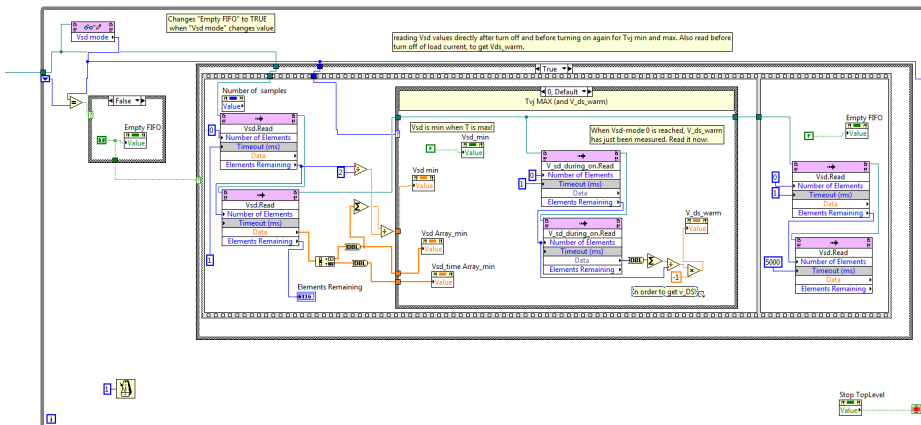 Changes "Empty FIFO" to TRUE
when "Vsd mode" changes value
Vsd mode
reading Vsd values directly after turn off and before turning on again for Tvj min and max. Also read before
turn off of load current, to get Vds_warm.
True
False
Empty FIFO
Value
Number of samples
Value
Vsd.Read
0
Number of Elements
Timeout (ms)
Data
Elements Remaining
2
Vsd.Read
Number of Elements
Timeout (ms)
Data
Elements Remaining
1
DBL
DBL
Elements Remaining
I16
0, Default
Tvj MAX (and V_ds_warm)
Vsd is min when T is max!
Vsd_min
F
Value
Vsd min
Value
Vsd Array_min
Value
Vsd_time Array_min
Value
When Vsd-mode 0 is reached, V_ds_warm
has just been measured. Read it now:
V_sd_during_on.Read
0
Number of Elements
1
Timeout (ms)
Data
Elements Remaining
V_sd_during_on.Read
Number of Elements
Timeout (ms)
Data
Elements Remaining
DBL
V_ds_warm
Value
-1
In order to get v_DS!
Empty FIFO
F
Value
Vsd.Read
0
Number of Elements
1
Timeout (ms)
Data
Elements Remaining
Vsd.Read
Number of Elements
5000
Timeout (ms)
Data
Elements Remaining
1
i
Stop TopLevel
Value